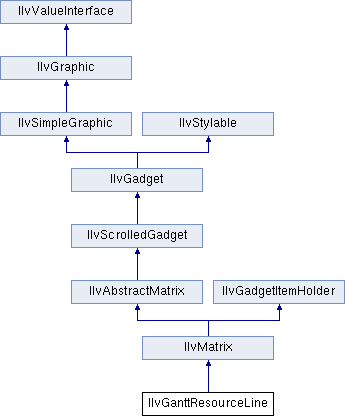 IlvValueInterface
IlvGraphic
IlvSimpleGraphic IlvStylable
IlvGadget
IlvScrolledGadget
IlvAbstractMatrix IlvGadgetItemHolder
IlvMatrix
IlvGanttResourceLine